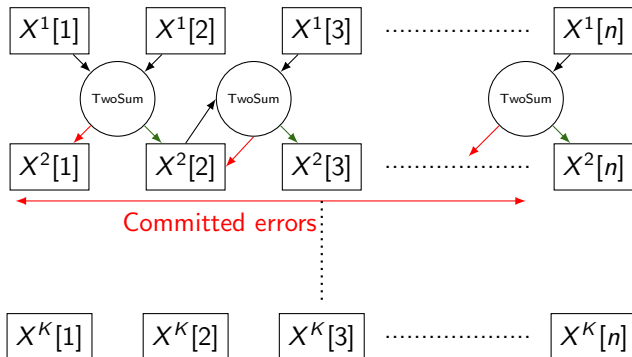 X¹[1] X¹[2] X¹[3] X¹[n]
TwoSum TwoSum TwoSum
X²[1] X²[2] X²[3] X²[n]
Committed errors
Xᴷ[1] Xᴷ[2] Xᴷ[3] Xᴷ[n]